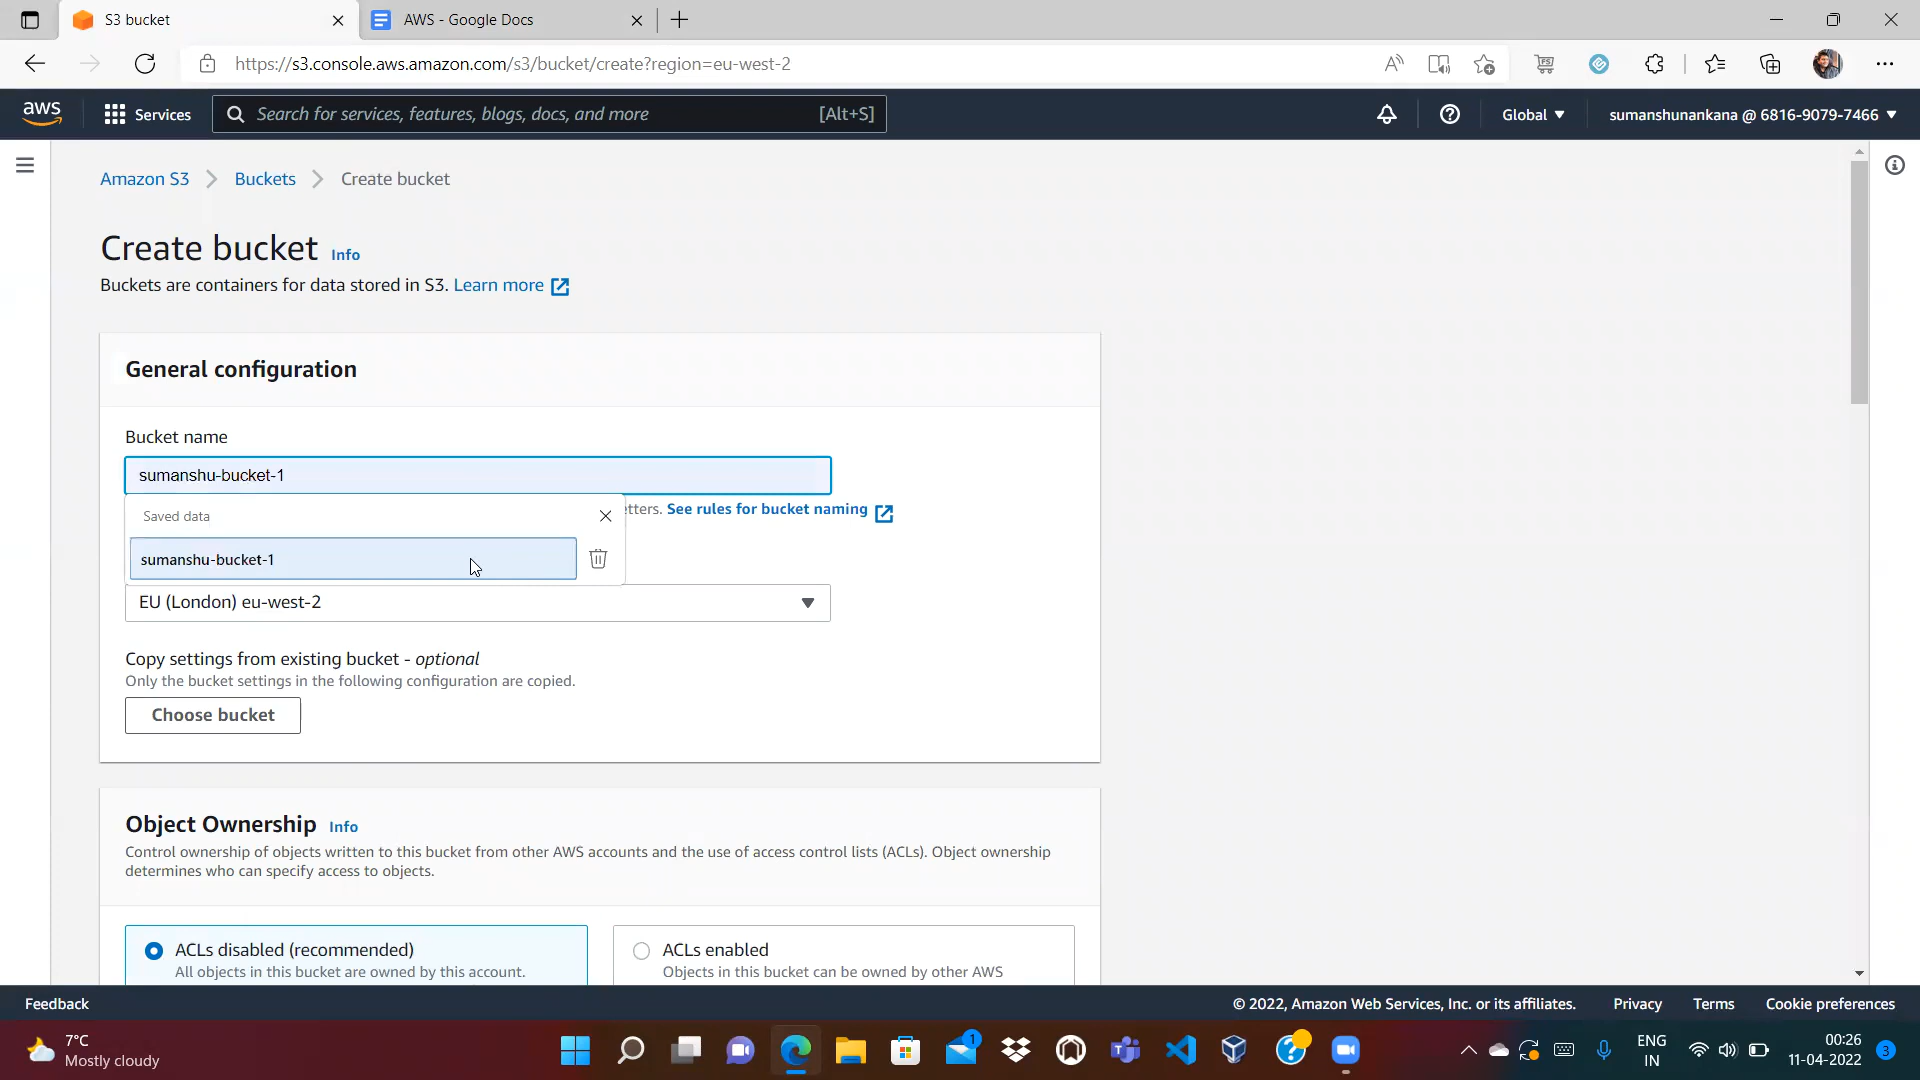 S3 bucket
AWS - Google Docs
https://s3.console.aws.amazon.com/s3/bucket/create?region=eu-west-2
aws
Services
Search for services, features, blogs, docs, and more
[Alt+S]
Global
sumanshunankana @ 6816-9079-7466
Amazon S3
Buckets
Create bucket
Create bucket Info
Buckets are containers for data stored in S3. Learn more
General configuration
Bucket name
sumanshu-bucket-1
etters. See rules for bucket naming
Saved data
sumanshu-bucket-1
EU (London) eu-west-2
Copy settings from existing bucket - optional
Only the bucket settings in the following configuration are copied.
Choose bucket
Object Ownership Info
Control ownership of objects written to this bucket from other AWS accounts and the use of access control lists (ACLs). Object ownership
determines who can specify access to objects.
ACLs disabled (recommended)
All objects in this bucket are owned by this account.
ACLs enabled
Objects in this bucket can be owned by other AWS
Feedback
© 2022, Amazon Web Services, Inc. or its affiliates.
Privacy
Terms
Cookie preferences
7°C
Mostly cloudy
1
ENG
IN
00:26
11-04-2022
3